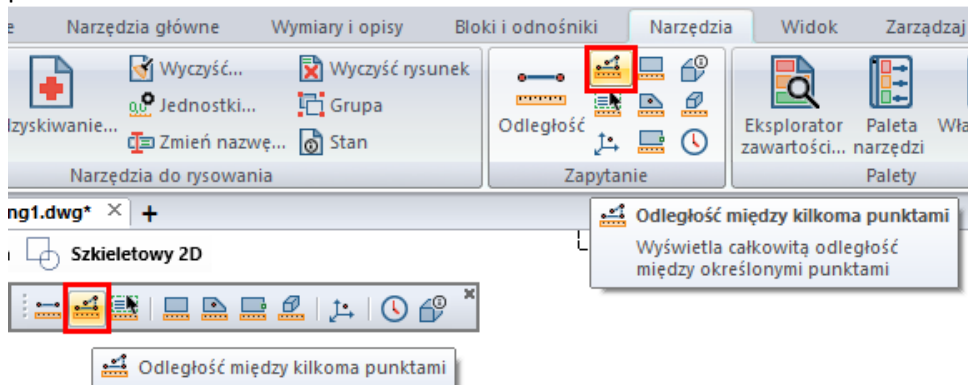 Narzędzia główne Wymiary i opisy Bloki i odnośniki Narzędzia Widok Zarządzaj
Wyczyść... Wyczyść rysunek
Jednostki... Grupa
Zmień nazwę... Stan
Odległość
Eksplorator zawartości...
Paleta narzędzi
Narzędzia do rysowania Zapytanie Palety
ng1.dwg* × +
Odległość między kilkoma punktami
Wyświetla całkowitą odległość
między określonymi punktami
Szkieletowy 2D
Odległość między kilkoma punktami